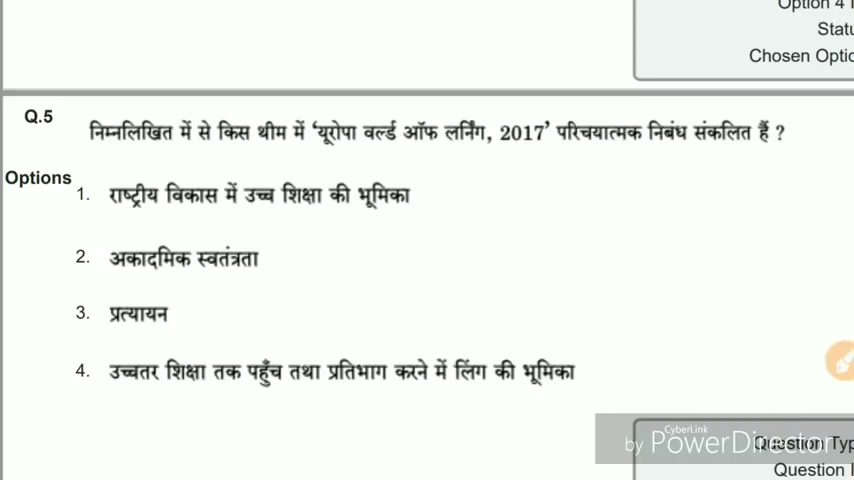 Option 4 I
Statu
Chosen Optio
Q.5 निम्नलिखित में से किस थीम में ‘यूरोपा वर्ल्ड ऑफ लर्निंग, 2017’ परिचयात्मक निबंध संकलित हैं ?
Options
1. राष्ट्रीय विकास में उच्च शिक्षा की भूमिका
2. अकादमिक स्वतंत्रता
3. प्रत्यायन
4. उच्चतर शिक्षा तक पहुँच तथा प्रतिभाग करने में लिंग की भूमिका
CyberLink
by PowerDirector
Question Typ
Question I